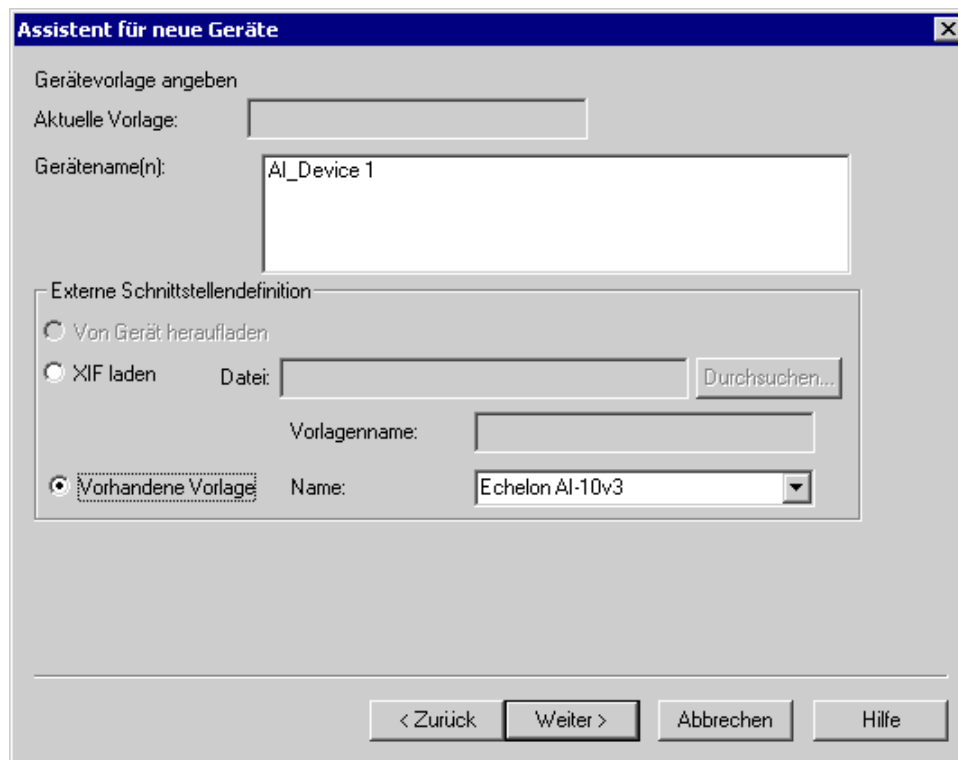 Assistent für neue Geräte
Gerätevorlage angeben
Aktuelle Vorlage:
Gerätename(n):
AI_Device 1
Externe Schnittstellendefinition
Von Gerät heraufladen
XIF laden
Datei:
Durchsuchen...
Vorlagenname:
Vorhandene Vorlage
Name:
Echelon AI-10v3
< Zurück
Weiter >
Abbrechen
Hilfe